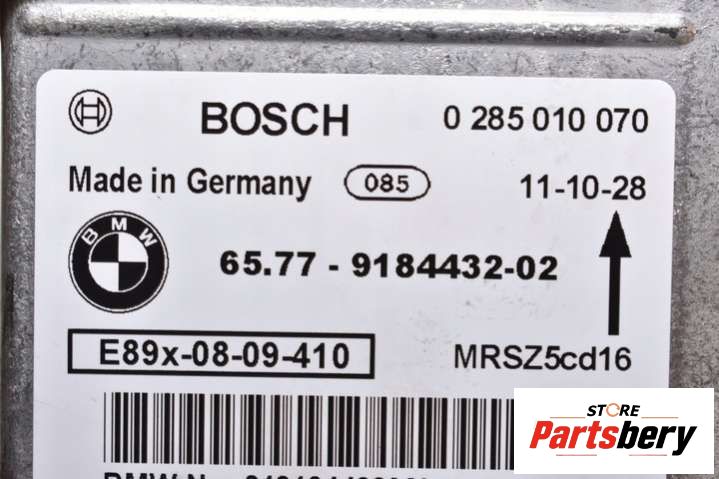 BOSCH 0 285 010 070
Made in Germany 085 11-10-28
BMW 65.77 - 9184432-02
E89x-08-09-410 MRSZ5cd16
STORE
Partsbery